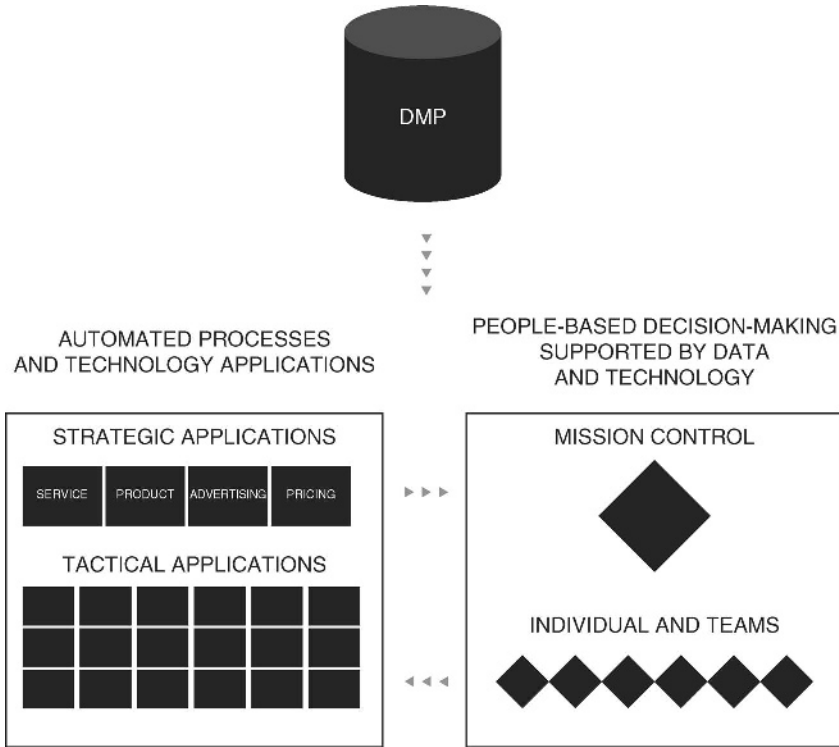 DMP
AUTOMATED PROCESSES
AND TECHNOLOGY APPLICATIONS
PEOPLE-BASED DECISION-MAKING
SUPPORTED BY DATA
AND TECHNOLOGY
STRATEGIC APPLICATIONS
SERVICE
PRODUCT
ADVERTISING
PRICING
TACTICAL APPLICATIONS
MISSION CONTROL
INDIVIDUAL AND TEAMS